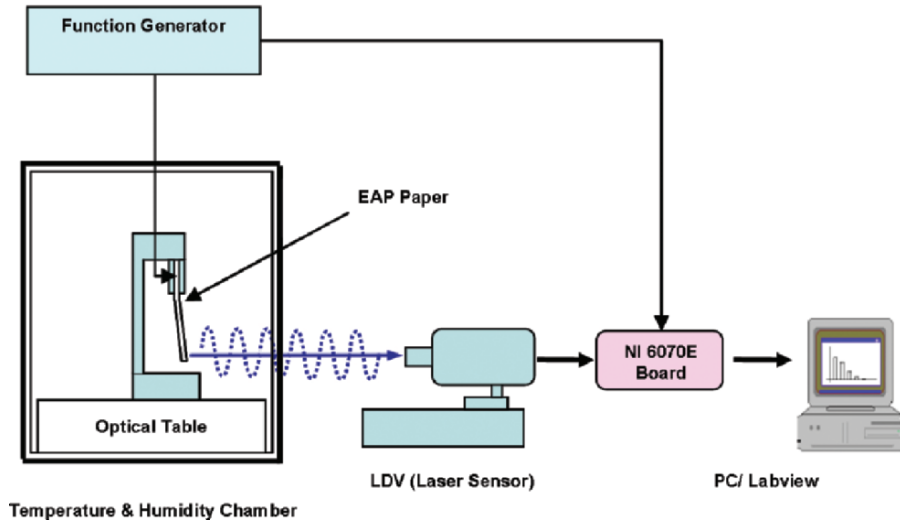 Function Generator
EAP Paper
NI 6070E
Board
Optical Table
LDV (Laser Sensor)
PC/ Labview
Temperature & Humidity Chamber